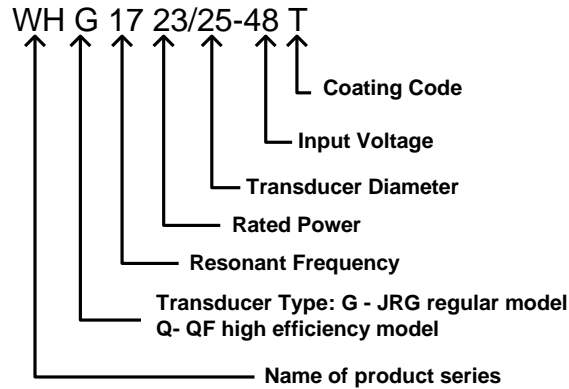 WH G 17 23/25-48 T
Coating Code
Input Voltage
Transducer Diameter
Rated Power
Resonant Frequency
Transducer Type: G - JRG regular model
Q- QF high efficiency model
Name of product series